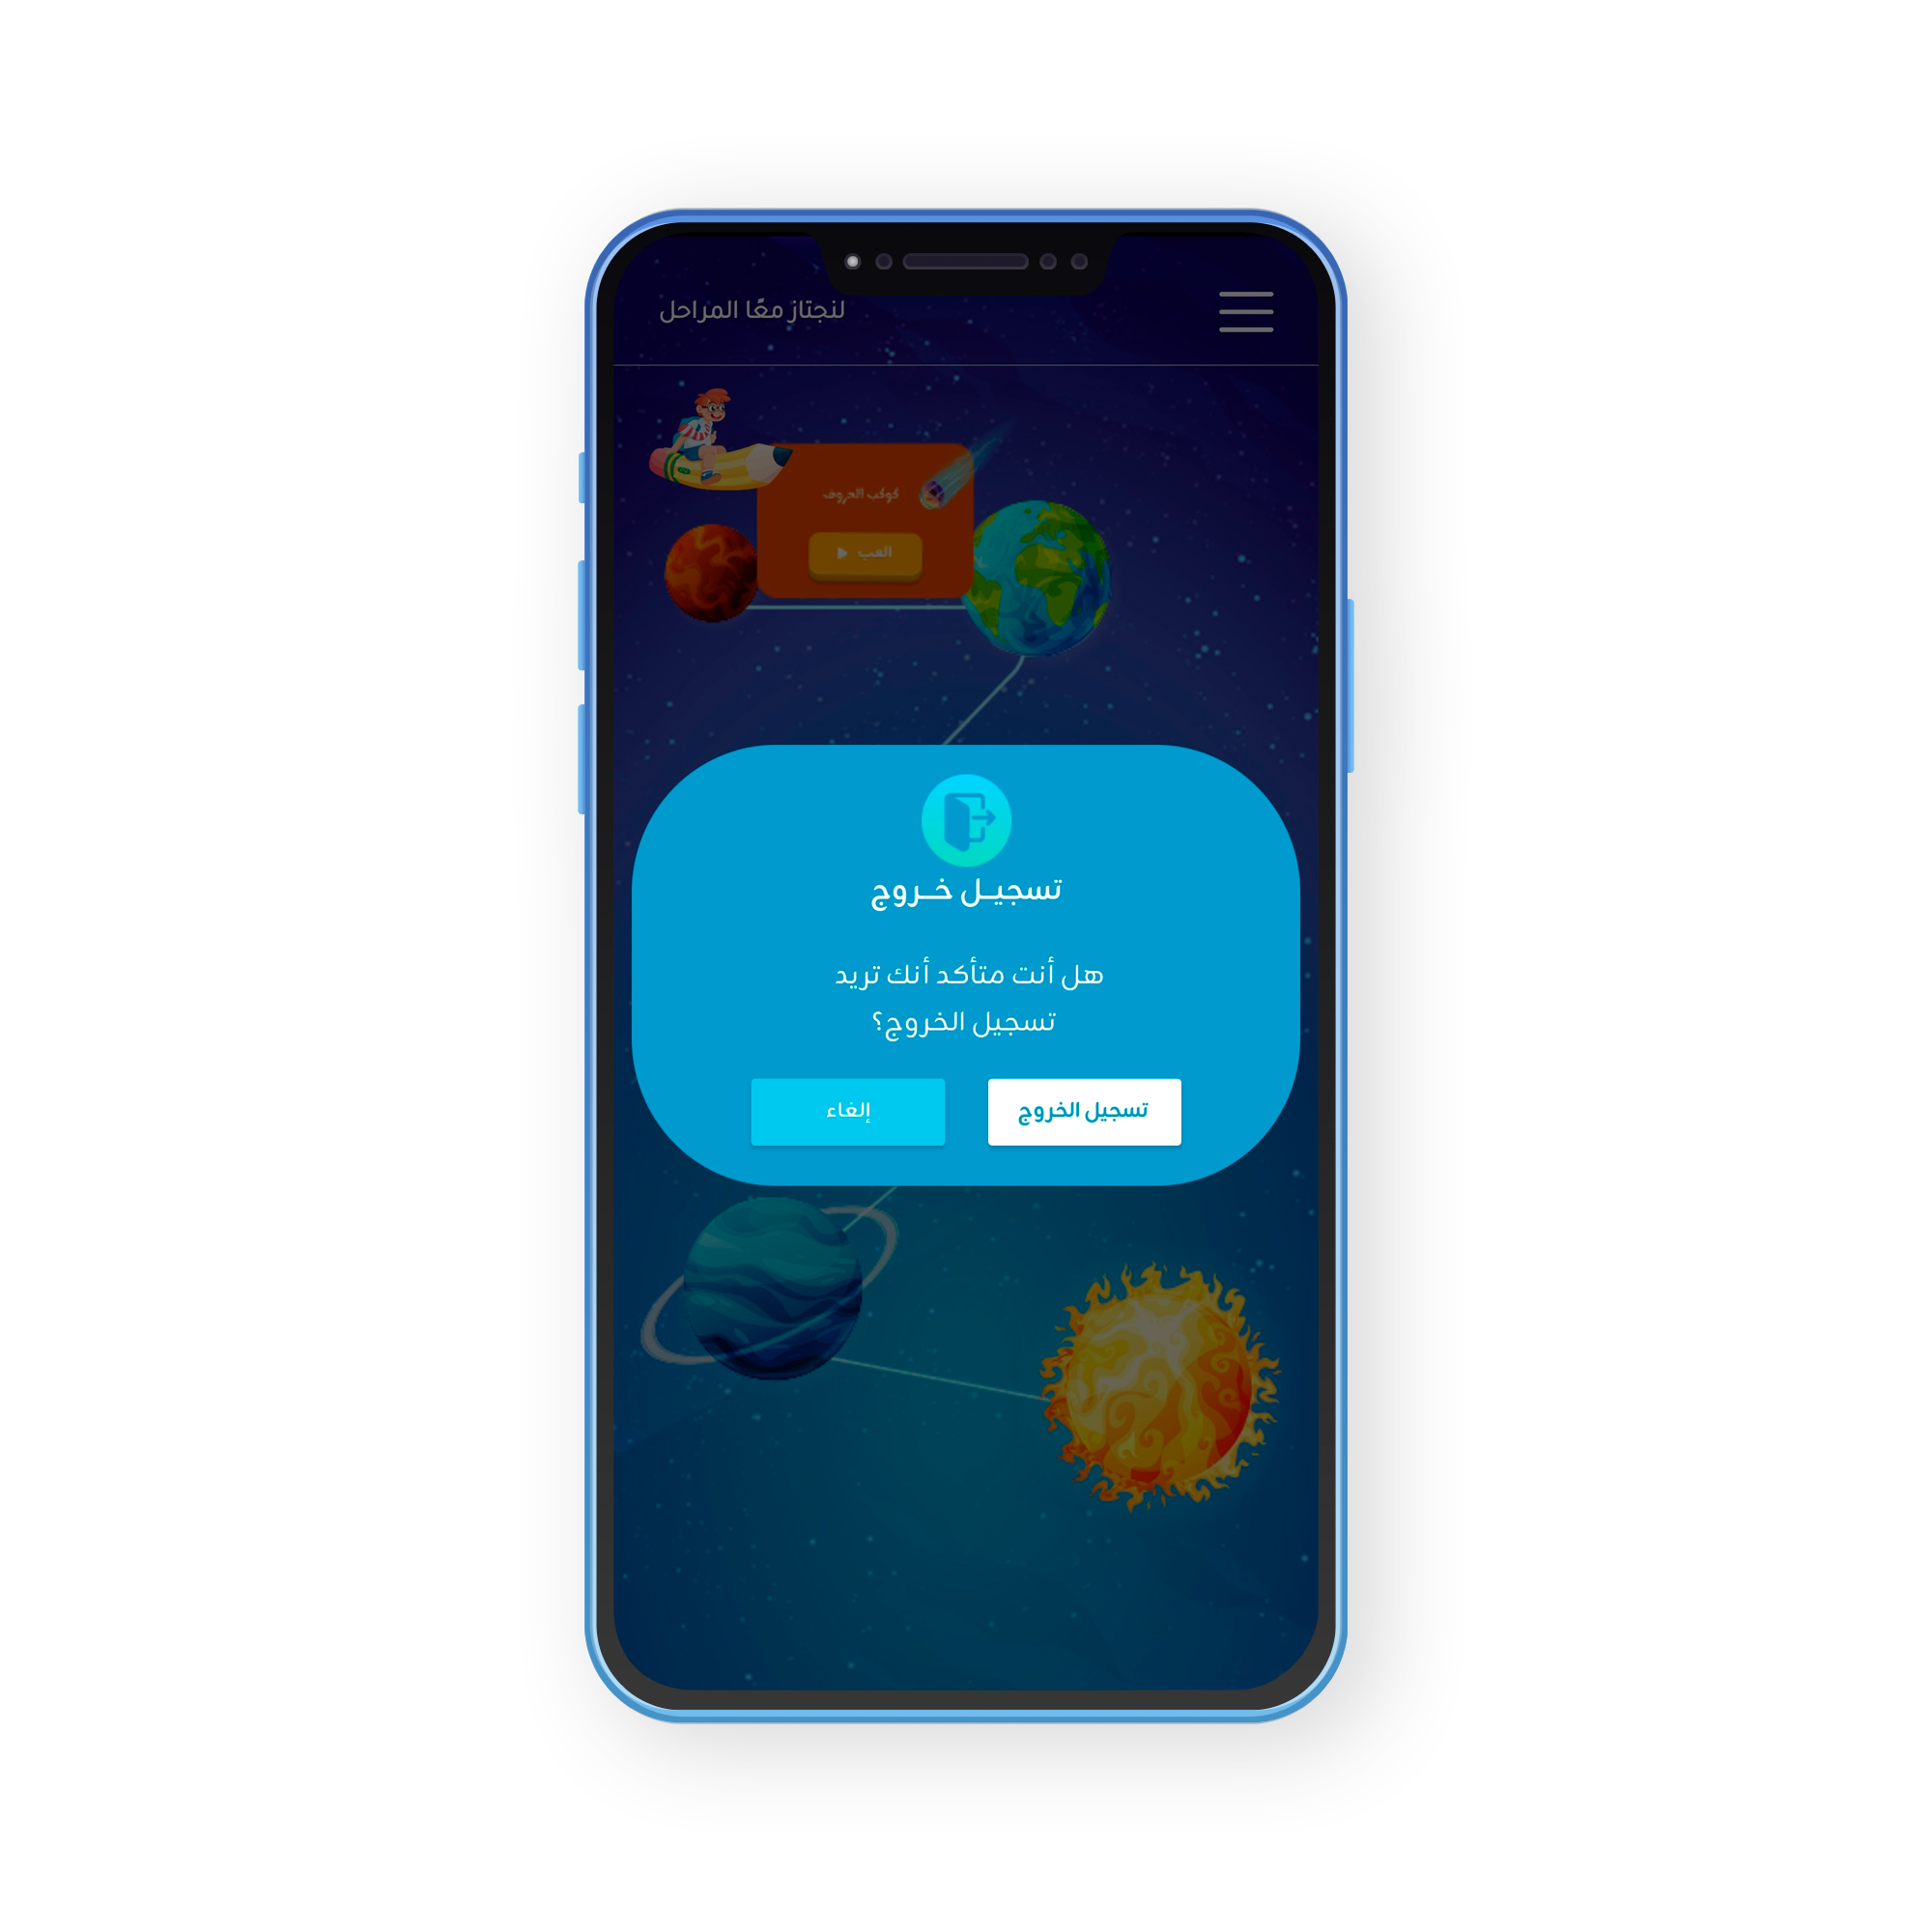 لنجتاز معًا المراحل
كوكب الحروف
العب
تسجيـل خـروج
هل أنت متأكد أنك تريد
تسجيل الخروج؟
تسجيل الخروج
إلغاء